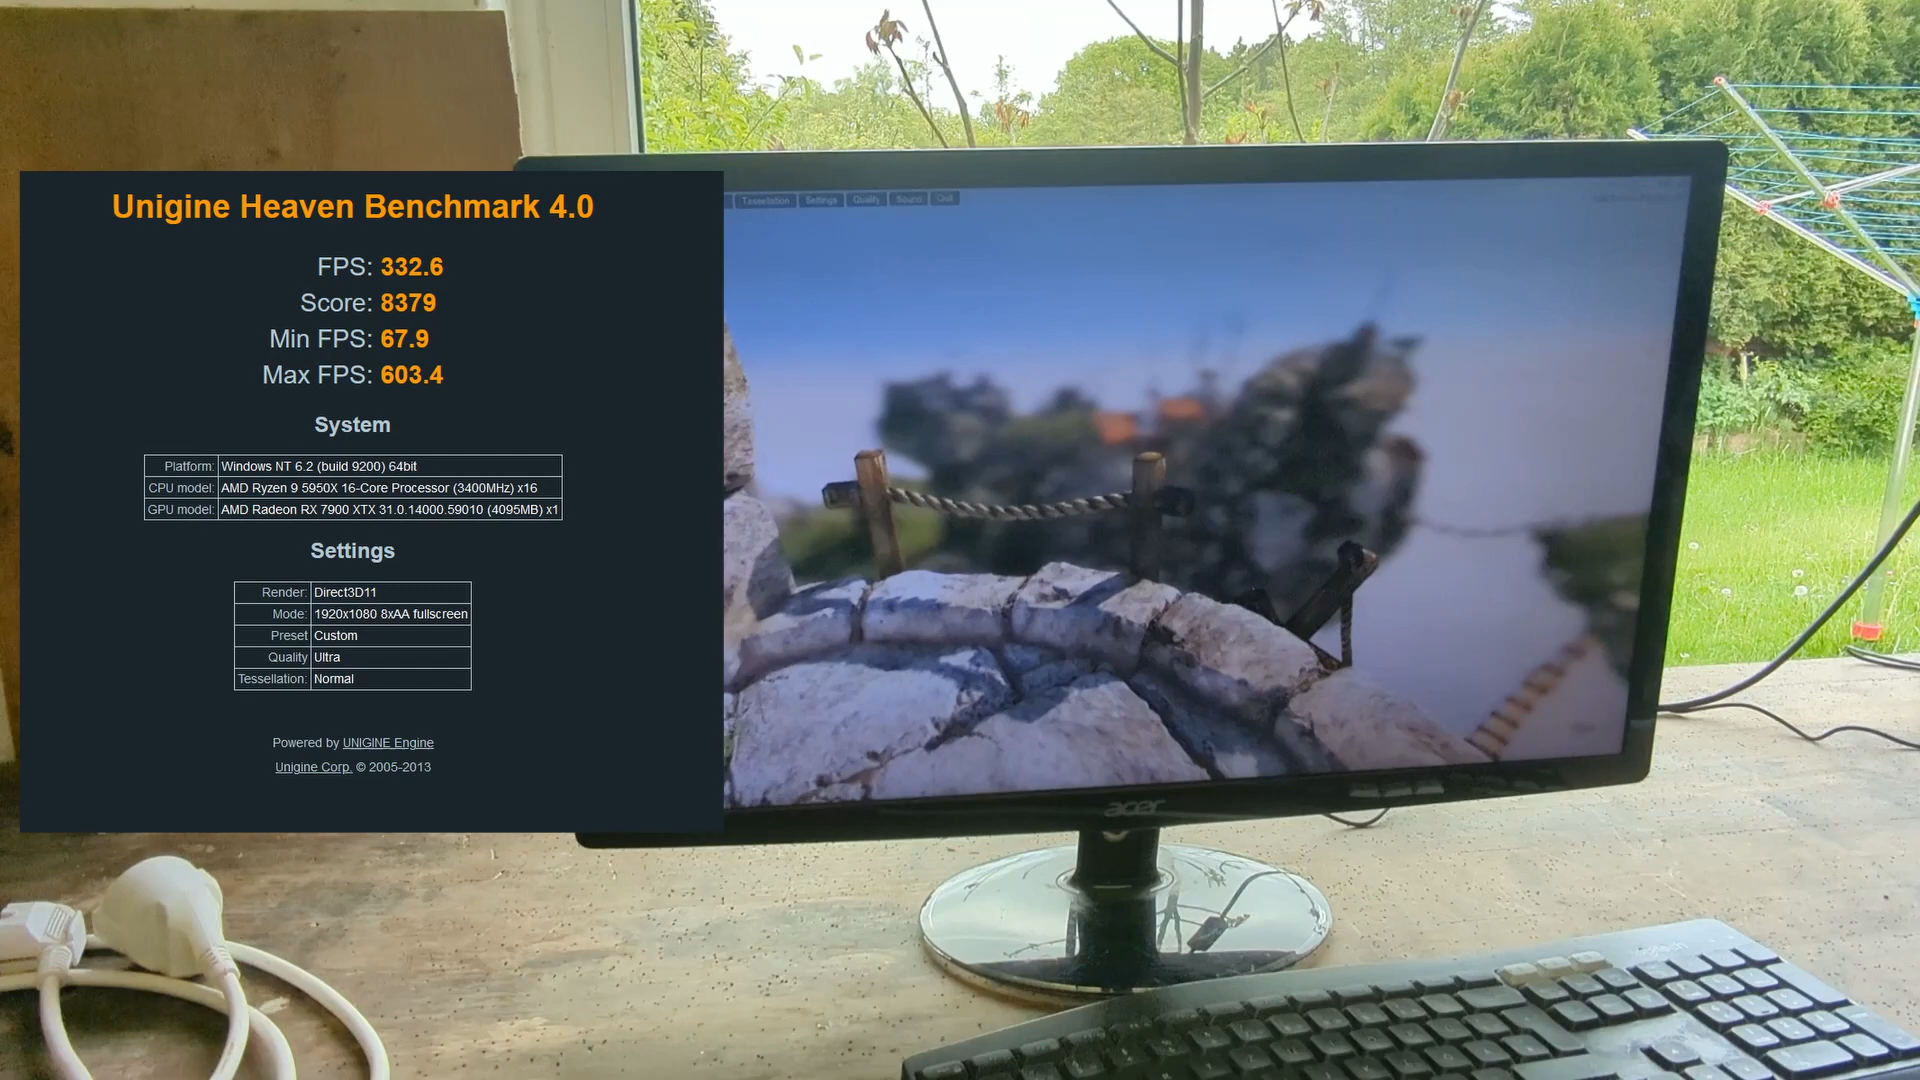 Unigine Heaven Benchmark 4.0
FPS: 332.6
Score: 8379
Min FPS: 67.9
Max FPS: 603.4
System
Platform: Windows NT 6.2 (build 9200) 64bit
CPU model: AMD Ryzen 9 5950X 16-Core Processor (3400MHz) x16
GPU model: AMD Radeon RX 7900 XTX 31.0.14000.59010 (4095MB) x1
Settings
Render: Direct3D11
Mode: 1920x1080 8xAA fullscreen
Preset Custom
Quality Ultra
Tessellation: Normal
Powered by UNIGINE Engine
Unigine Corp. © 2005-2013
Tessellation Settings Quality Sound Quit
acer